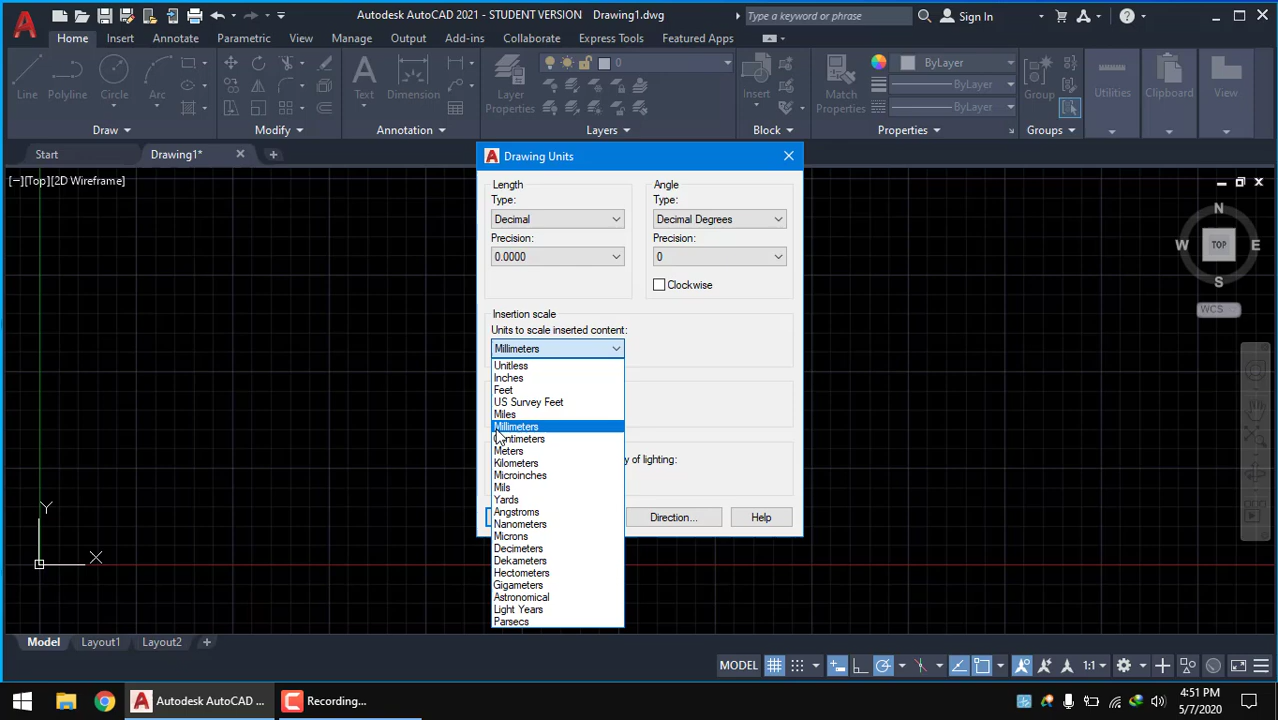 Autodesk AutoCAD 2021 - STUDENT VERSION Drawing1.dwg
Type a keyword or phrase
Sign In
Home Insert Annotate Parametric View Manage Output Add-ins Collaborate Express Tools Featured Apps
0
ByLayer
ByLayer
ByLayer
Line Polyline Circle Arc
Text Dimension
Layer Properties
Insert
Match Properties
Group
Utilities
Clipboard
View
Draw
Modify
Annotation
Layers
Block
Properties
Groups
Start
Drawing1*
[−][Top][2D Wireframe]
Drawing Units
Length
Type:
Decimal
Precision:
0.0000
Angle
Type:
Decimal Degrees
Precision:
0
Clockwise
Insertion scale
Units to scale inserted content:
Millimeters
Unitless
Inches
Feet
US Survey Feet
Miles
Millimeters
Meters
Kilometers
Microinches
Mils
Yards
Angstroms
Nanometers
Microns
Decimeters
Dekameters
Hectometers
Gigameters
Astronomical
Light Years
Parsecs
y of lighting:
Direction...
Help
N
W
TOP
E
S
WCS
Y
X
Model
Layout1
Layout2
MODEL
1:1
Autodesk AutoCAD ...
Recording...
4:51 PM
5/7/2020